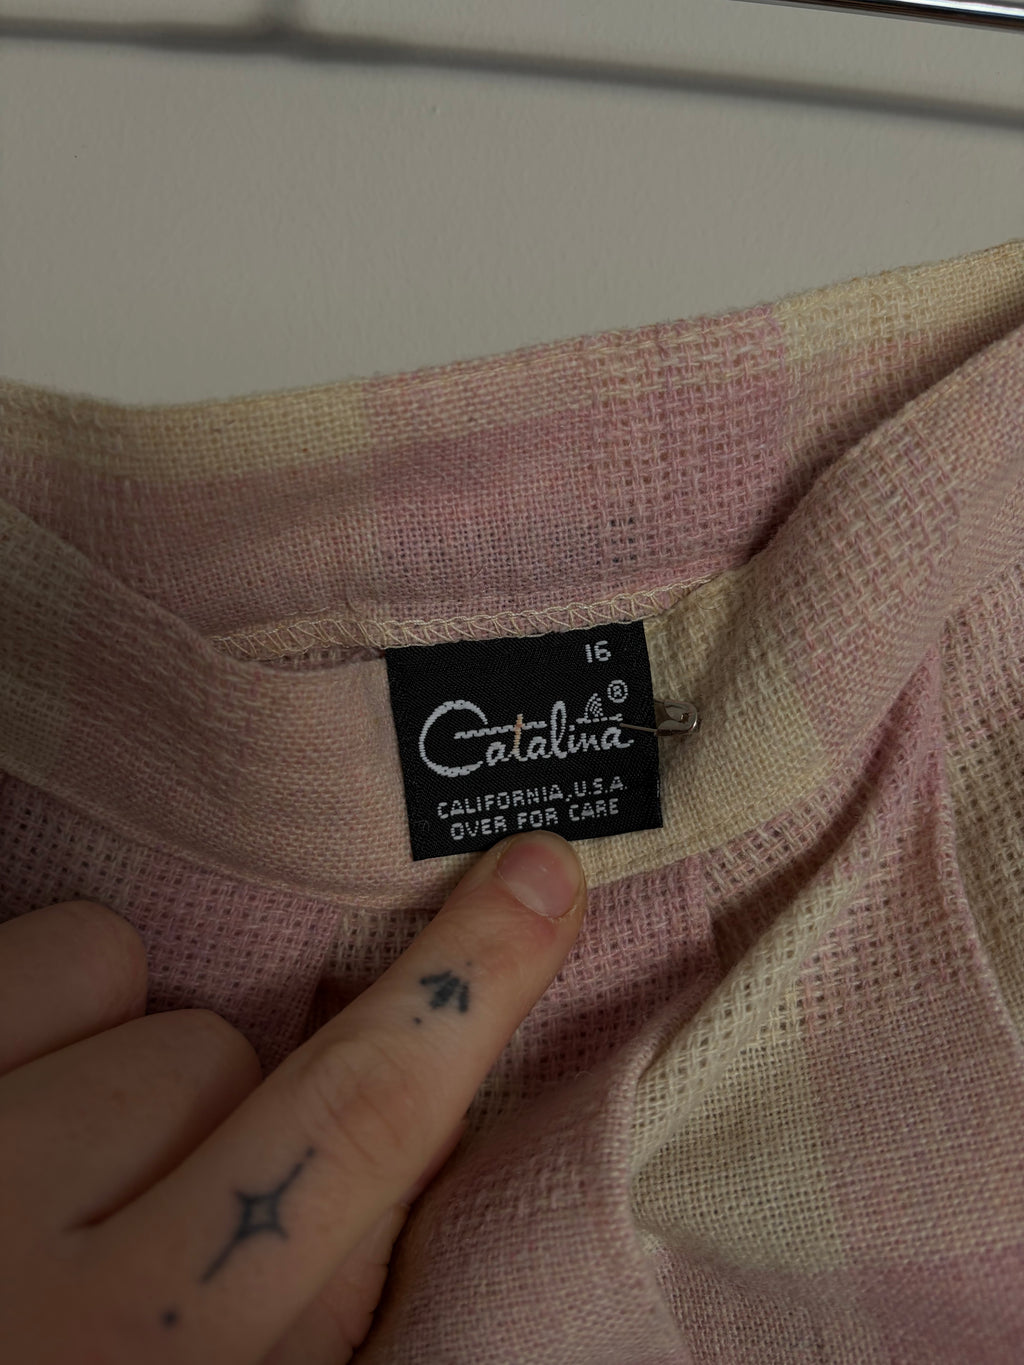 16
Catalina®
CALIFORNIA, U.S.A.
OVER FOR CARE